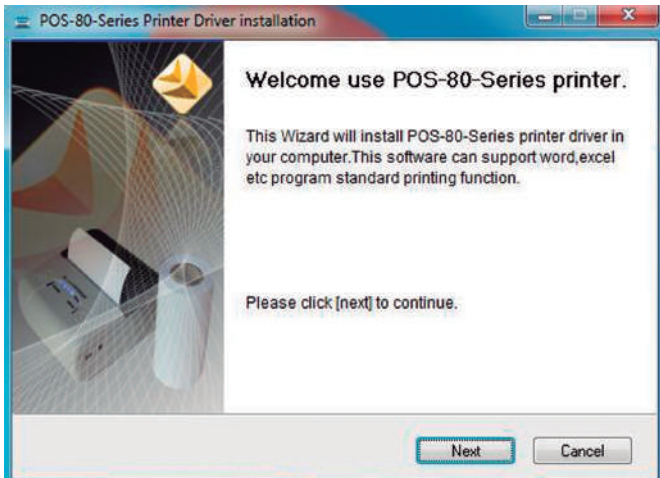 POS-80-Series Printer Driver installation
Welcome use POS-80-Series printer.
This Wizard will install POS-80-Series printer driver in
your computer.This software can support word,excel
etc program standard printing function.
Please click [next] to continue.
Next
Cancel